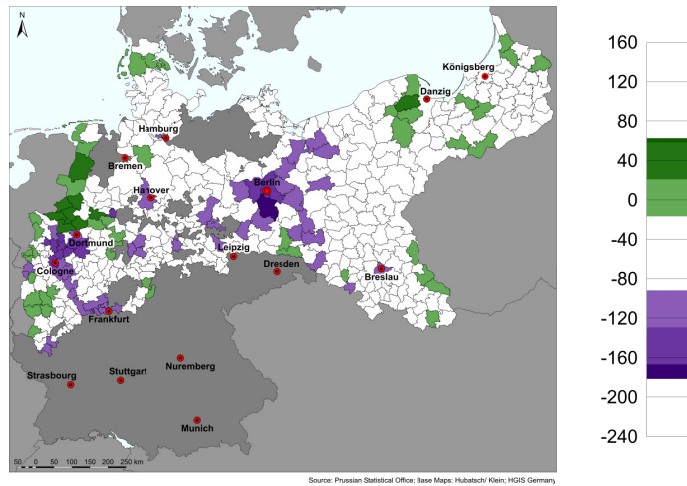 N
Königsberg
Danzig
Hamburg
Bremen
Hanover
Berlin
Dortmund
Leipzig
Cologne
Dresden
Breslau
Frankfurt
Nuremberg
Stuttgart
Strasbourg
Munich
50 0 50 100 150 200 250 km
Source: Prussian Statistical Office; Base Maps: Hubatsch/ Klein; HGIS Germany
160
120
80
40
0
-40
-80
-120
-160
-200
-240